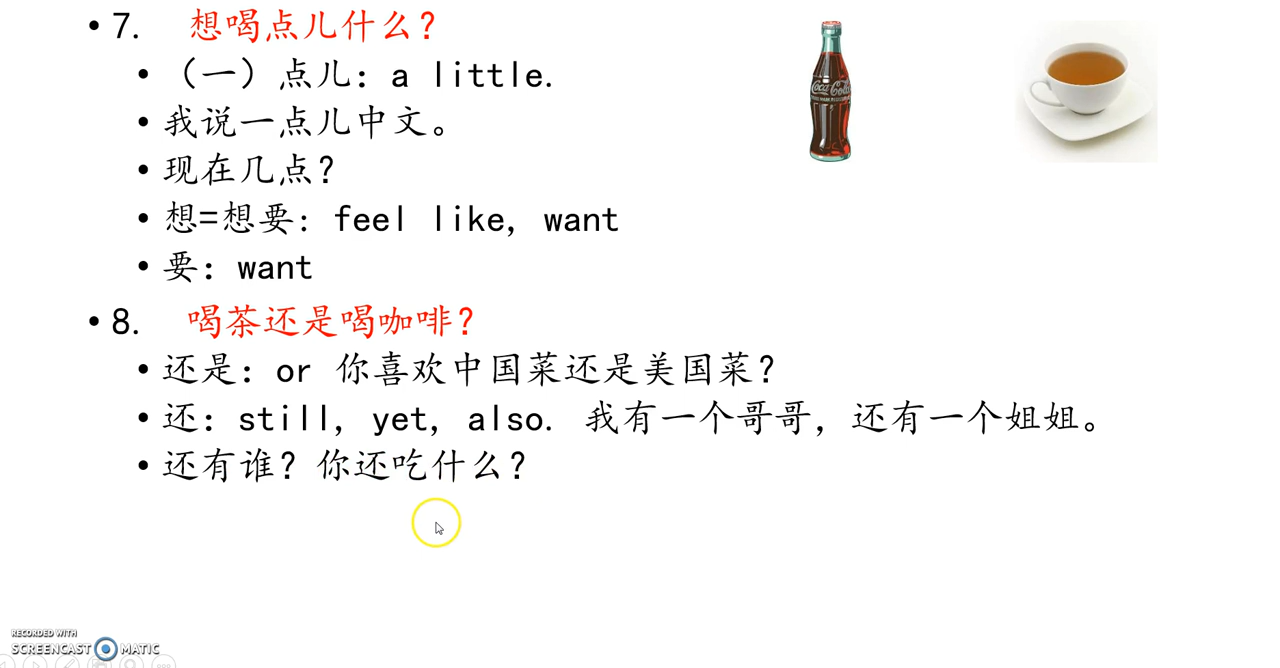 • 7. 想喝点儿什么?
• (一)点儿: a little.
• 我说一点儿中文。
• 现在几点?
• 想=想要: feel like, want
• 要: want
• 8. 喝茶还是喝咖啡?
• 还是: or 你喜欢中国菜还是美国菜?
• 还: still, yet, also. 我有一个哥哥, 还有一个姐姐。
• 还有谁? 你还吃什么?
Coca-Cola
RECORDED WITH
SCREENCAST MATIC